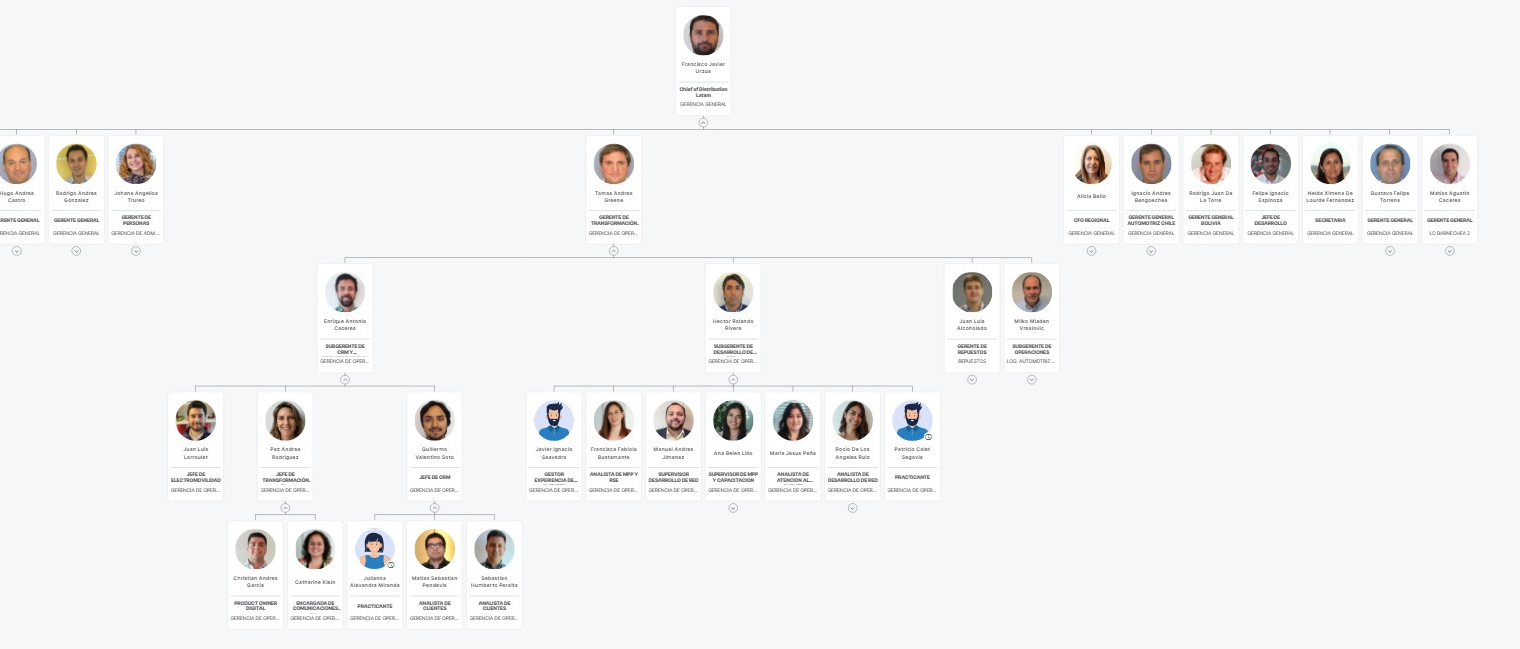 Francisco Javier
Urzua
Chief of Distribution
Latam
GERENCIA GENERAL
Hugo Andres
Castro
RENTE GENERAL
RENCIA GENERAL
Rodrigo Andres
Gonzalez
GERENTE GENERAL
GERENCIA GENERAL
Johana Angelica
Trureo
GERENTE DE
PERSONAS
GERENCIA DE ADM...
Tomas Andres
Greene
GERENTE DE
TRANSFORMACIÓN...
GERENCIA DE OPER...
Alicia Bello
CFO REGIONAL
GERENCIA GENERAL
Ignacio Andres
Bengoechea
GERENTE GENERAL
AUTOMOTRIZ CHILE
GERENCIA GENERAL
Rodrigo Juan De
La Torre
GERENTE GENERAL
BOLIVIA
GERENCIA GENERAL
Felipe Ignacio
Espinoza
JEFE DE
DESARROLLO
GERENCIA GENERAL
Nelda Ximena De
Lourde Fernandez
SECRETARIA
GERENCIA GENERAL
Gustavo Felipe
Torrens
GERENTE GENERAL
GERENCIA GENERAL
Matias Agustin
Caceres
GERENTE GENERAL
LO BARNECHEA 2
Enrique Antonio
Caceres
SUBGERENTE DE
CRM Y...
GERENCIA DE OPER...
Hector Rolando
Rivera
SUBGERENTE DE
DESARROLLO DE...
GERENCIA DE OPER...
Juan Luis
Alcoholado
GERENTE DE
REPUESTOS
REPUESTOS
Milko Mladen
Vrsalovic
SUBGERENTE DE
OPERACIONES
LOG. AUTOMOTRIZ ...
Juan Luis
Larroulet
JEFE DE
ELECTROMOVILIDAD
GERENCIA DE OPER...
Paz Andrea
Rodriguez
JEFE DE
TRANSFORMACIÓN...
GERENCIA DE OPER...
Guillermo
Valentino Soto
JEFE DE CRM
GERENCIA DE OPER...
Javier Ignacio
Saavedra
GESTOR
EXPERIENCIA DE...
GERENCIA DE OPER...
Francisca Fabiola
Bustamante
ANALISTA DE MPP Y
RSE
GERENCIA DE OPER...
Manuel Andres
Jimenez
SUPERVISOR
DESARROLLO DE RED
GERENCIA DE OPER...
Ana Belen Lillo
SUPERVISOR DE MPP
Y CAPACITACION
GERENCIA DE OPER...
Maria Jesus Peña
ANALISTA DE
ATENCION AL...
GERENCIA DE OPER...
Rocio De Los
Angeles Ruiz
ANALISTA DE
DESARROLLO DE RED
GERENCIA DE OPER...
Patricio Calet
Segovia
PRACTICANTE
GERENCIA DE OPER...
Christian Andres
Garcia
PRODUCT OWNER
DIGITAL
GERENCIA DE OPER...
Catherine Klein
ENCARGADA DE
COMUNICACIONES...
GERENCIA DE OPER...
Julianna
Alexandra Miranda
PRACTICANTE
GERENCIA DE OPER...
Matias Sebastian
Pendevis
ANALISTA DE
CLIENTES
GERENCIA DE OPER...
Sebastian
Humberto Peralta
ANALISTA DE
CLIENTES
GERENCIA DE OPER...